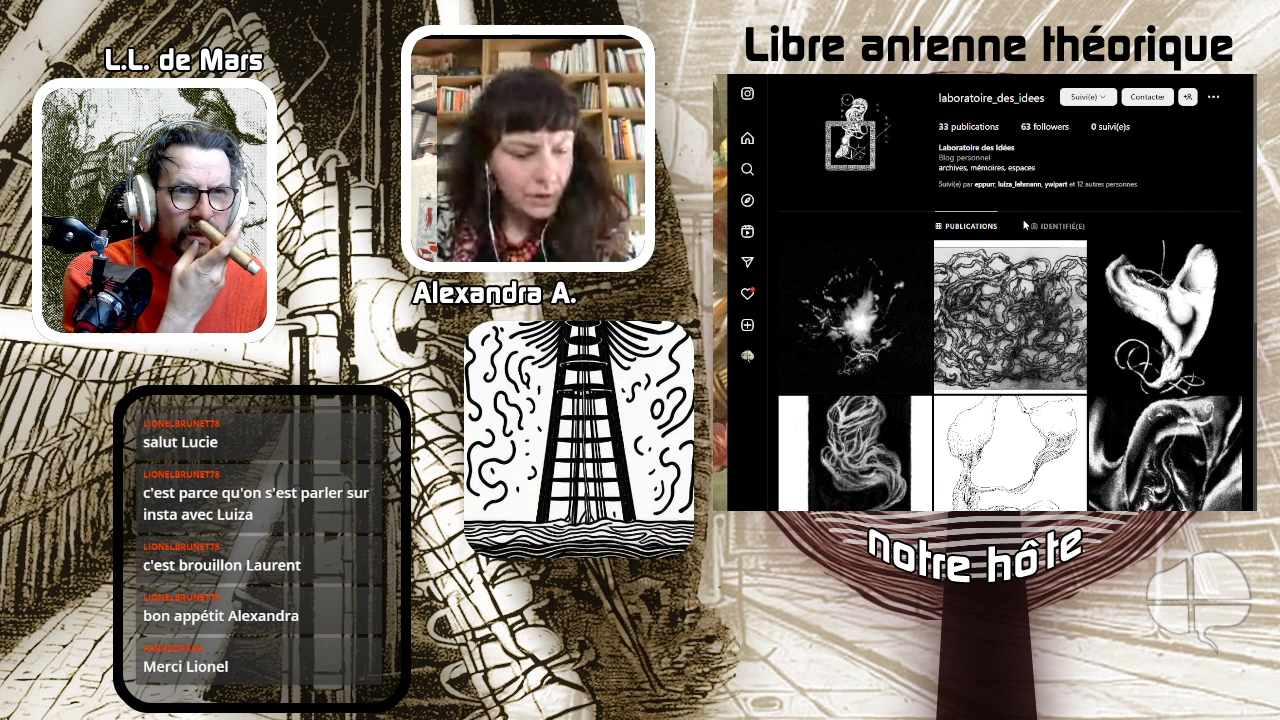 L.L. de Mars
Alexandra A.
Libre antenne théorique
laboratoire_des_idees
Suivi(e)
Contacter
33 publications
63 followers
0 suivi(e)s
Laboratoire des Idées
Blog personnel
archives, mémoires, espaces
Suivi(e) par eppurr, luiza_lehmann, ywipart et 12 autres personnes
PUBLICATIONS
IDENTIFIÉ(E)
notre hôte
LIONELBRUNET78
salut Lucie
LIONELBRUNET78
c'est parce qu'on s'est parler sur
insta avec Luiza
LIONELBRUNET78
c'est brouillon Laurent
LIONELBRUNET78
bon appétit Alexandra
Merci Lionel